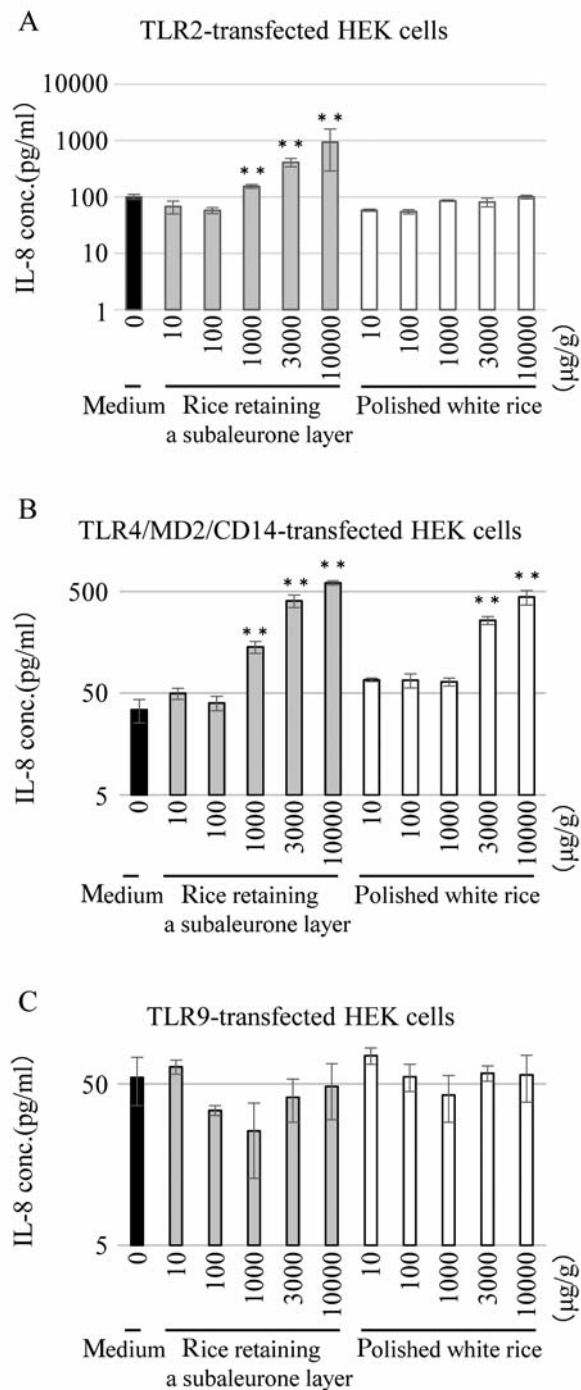 A
TLR2-transfected HEK cells
10000
1000
100
10
1
IL-8 conc.(pg/ml)
** ** **
0 10 100 1000 3000 10000 10 100 1000 3000 10000
(μg/g)
Medium Rice retaining a subaleurone layer Polished white rice
B
TLR4/MD2/CD14-transfected HEK cells
500
50
5
IL-8 conc.(pg/ml)
** ** ** ** **
0 10 100 1000 3000 10000 10 100 1000 3000 10000
(μg/g)
Medium Rice retaining a subaleurone layer Polished white rice
C
TLR9-transfected HEK cells
50
5
IL-8 conc.(pg/ml)
0 10 100 1000 3000 10000 10 100 1000 3000 10000
(μg/g)
Medium Rice retaining a subaleurone layer Polished white rice